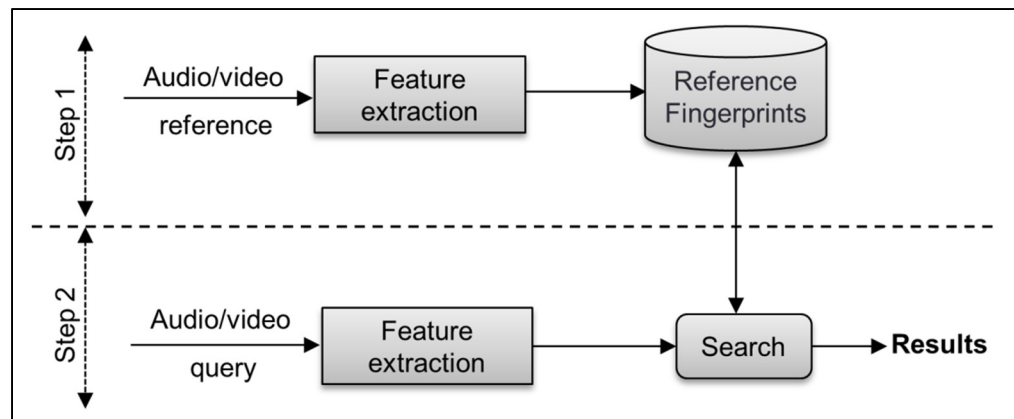 Step 1
Audio/video
reference
Feature
extraction
Reference
Fingerprints
Step 2
Audio/video
query
Feature
extraction
Search
Results